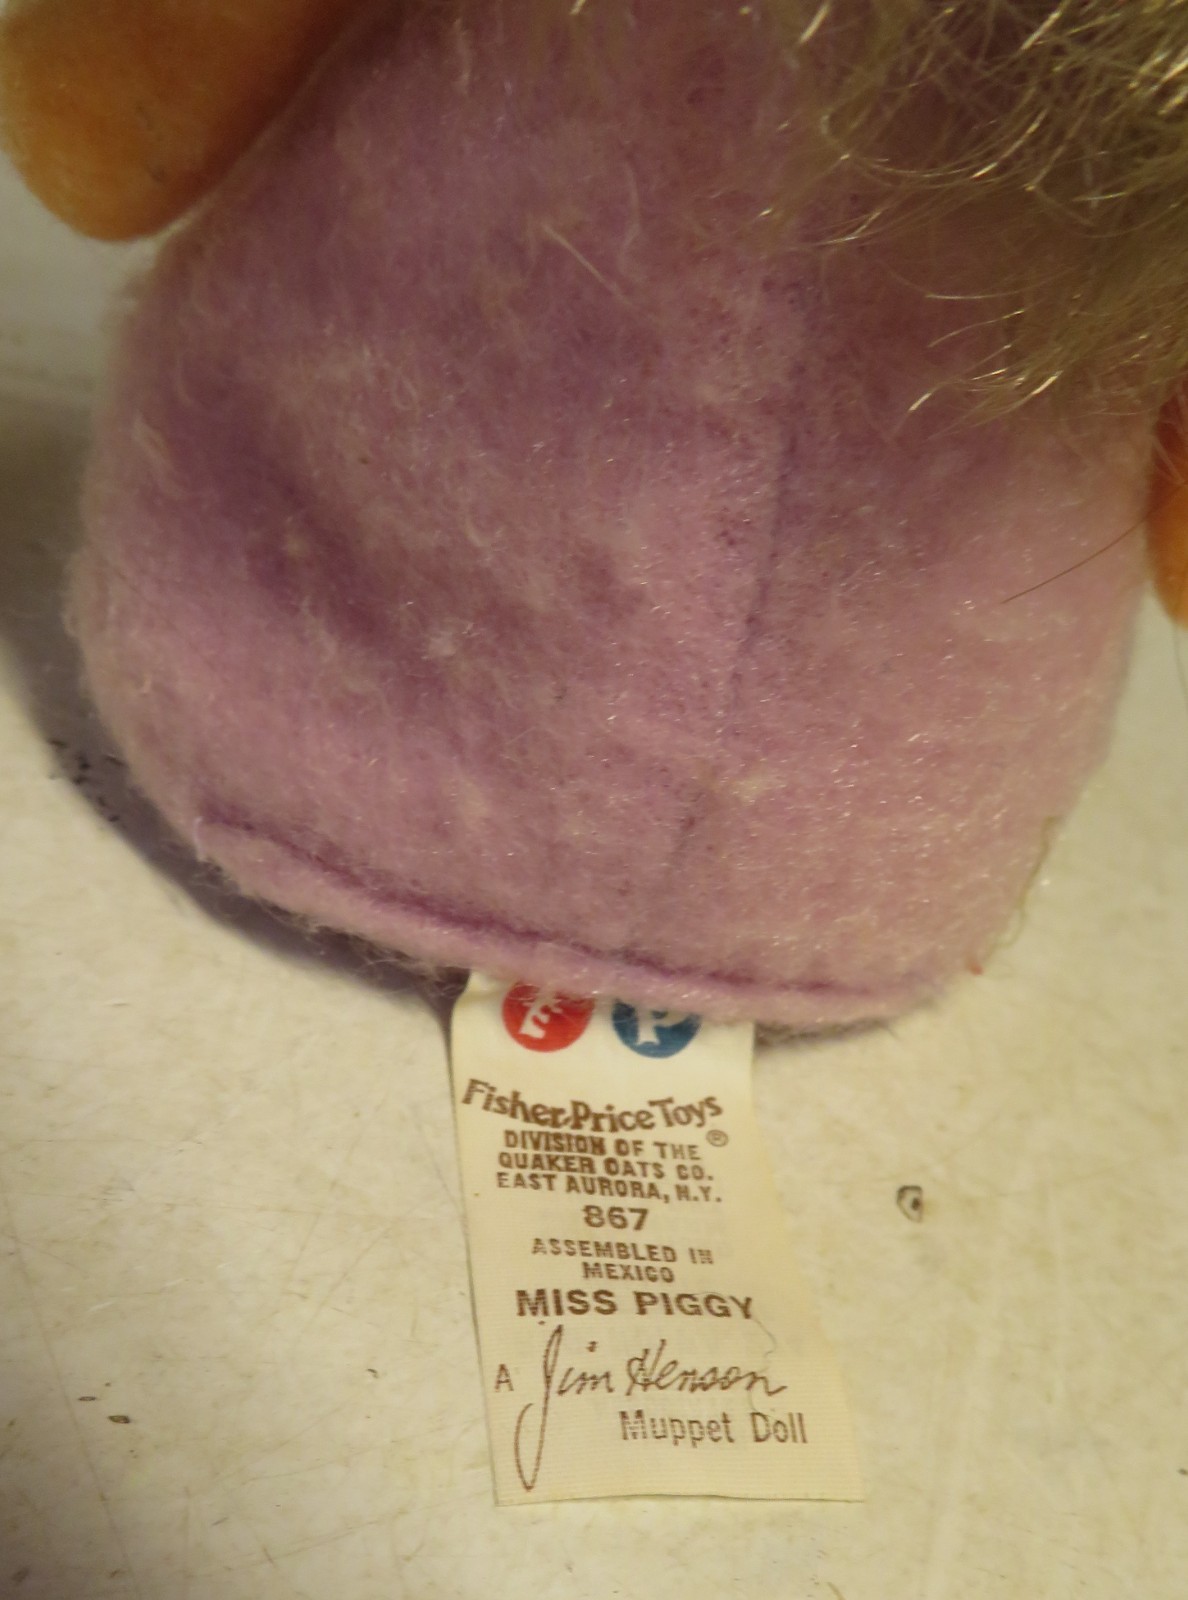 F P
Fisher-Price Toys ®
DIVISION OF THE
QUAKER OATS CO.
EAST AURORA, N.Y.
867
ASSEMBLED IN
MEXICO
MISS PIGGY
A Jim Henson
Muppet Doll